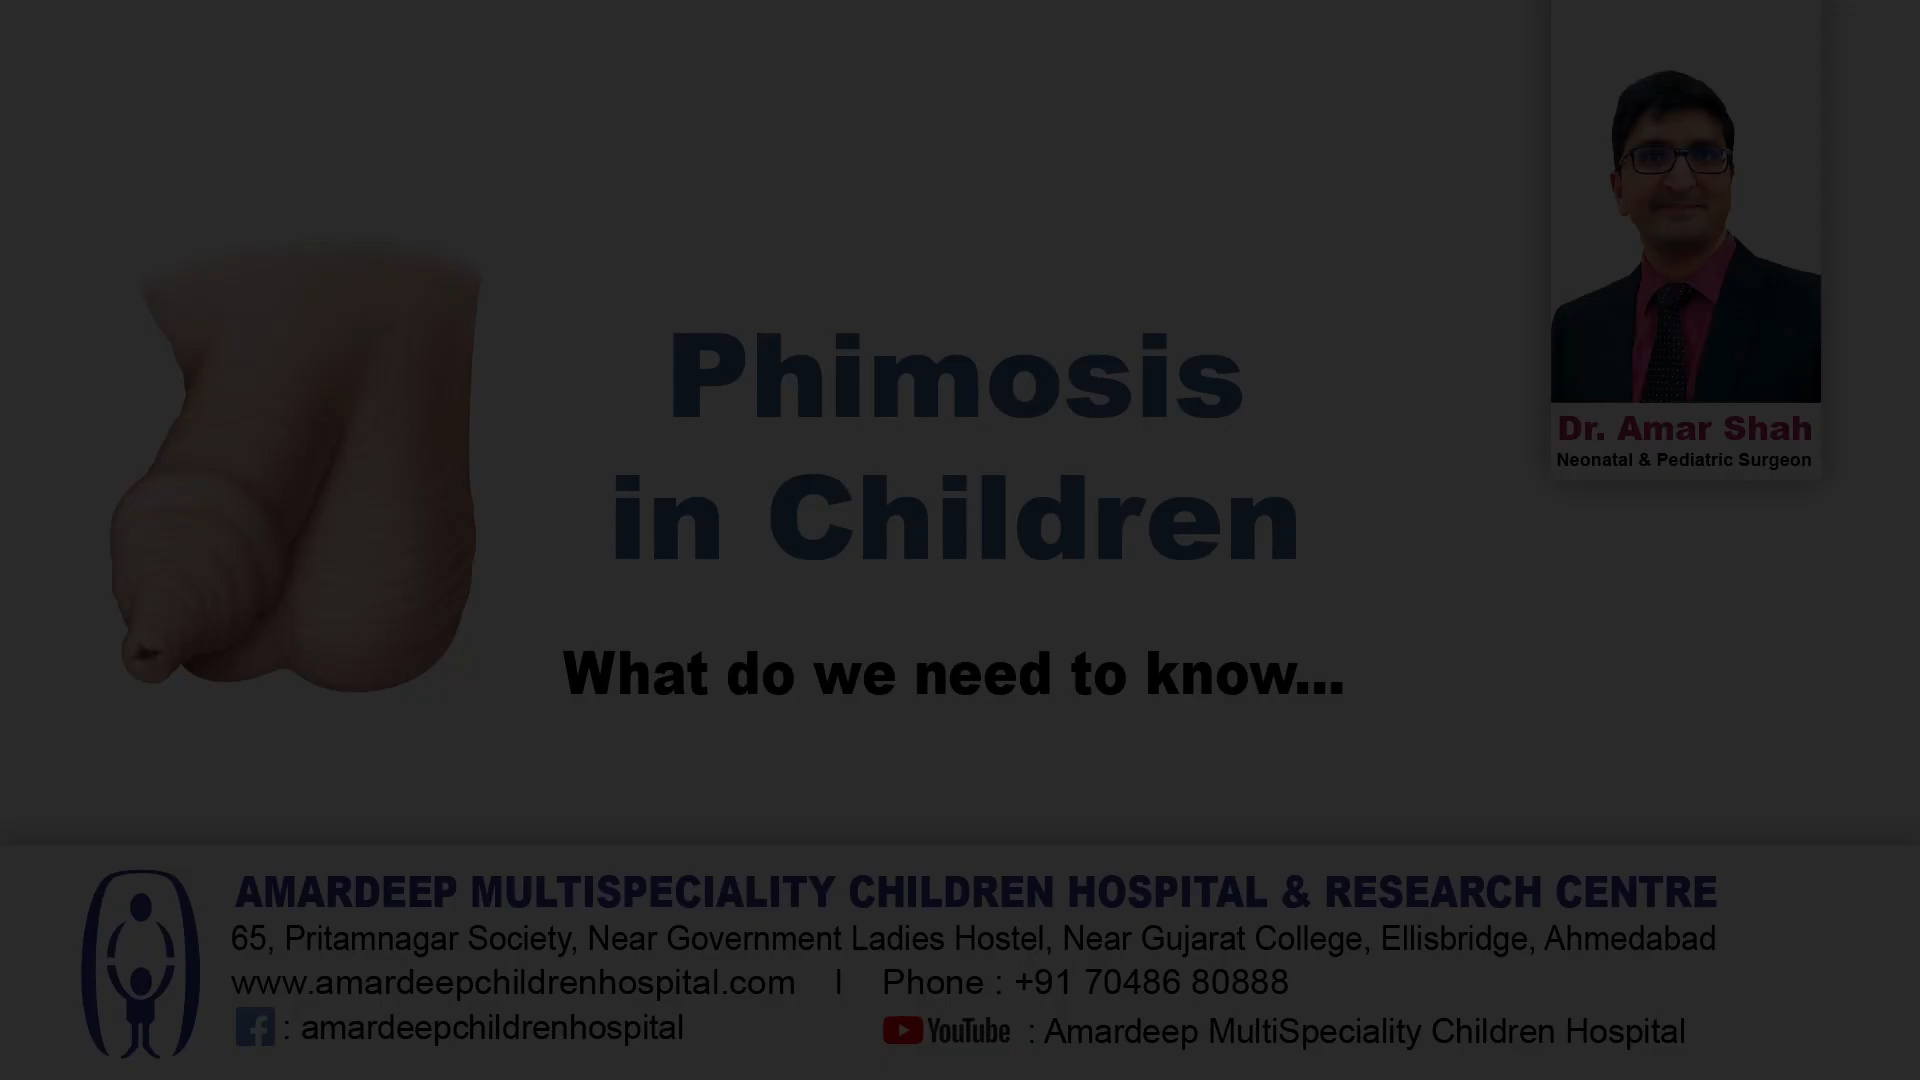 Phimosis
in Children
What do we need to know...
Dr. Amar Shah
Neonatal & Pediatric Surgeon
AMARDEEP MULTISPECIALITY CHILDREN HOSPITAL & RESEARCH CENTRE
65, Pritamnagar Society, Near Government Ladies Hostel, Near Gujarat College, Ellisbridge, Ahmedabad
www.amardeepchildrenhospital.com | Phone : +91 70486 80888
f : amardeepchildrenhospital
YouTube : Amardeep MultiSpeciality Children Hospital